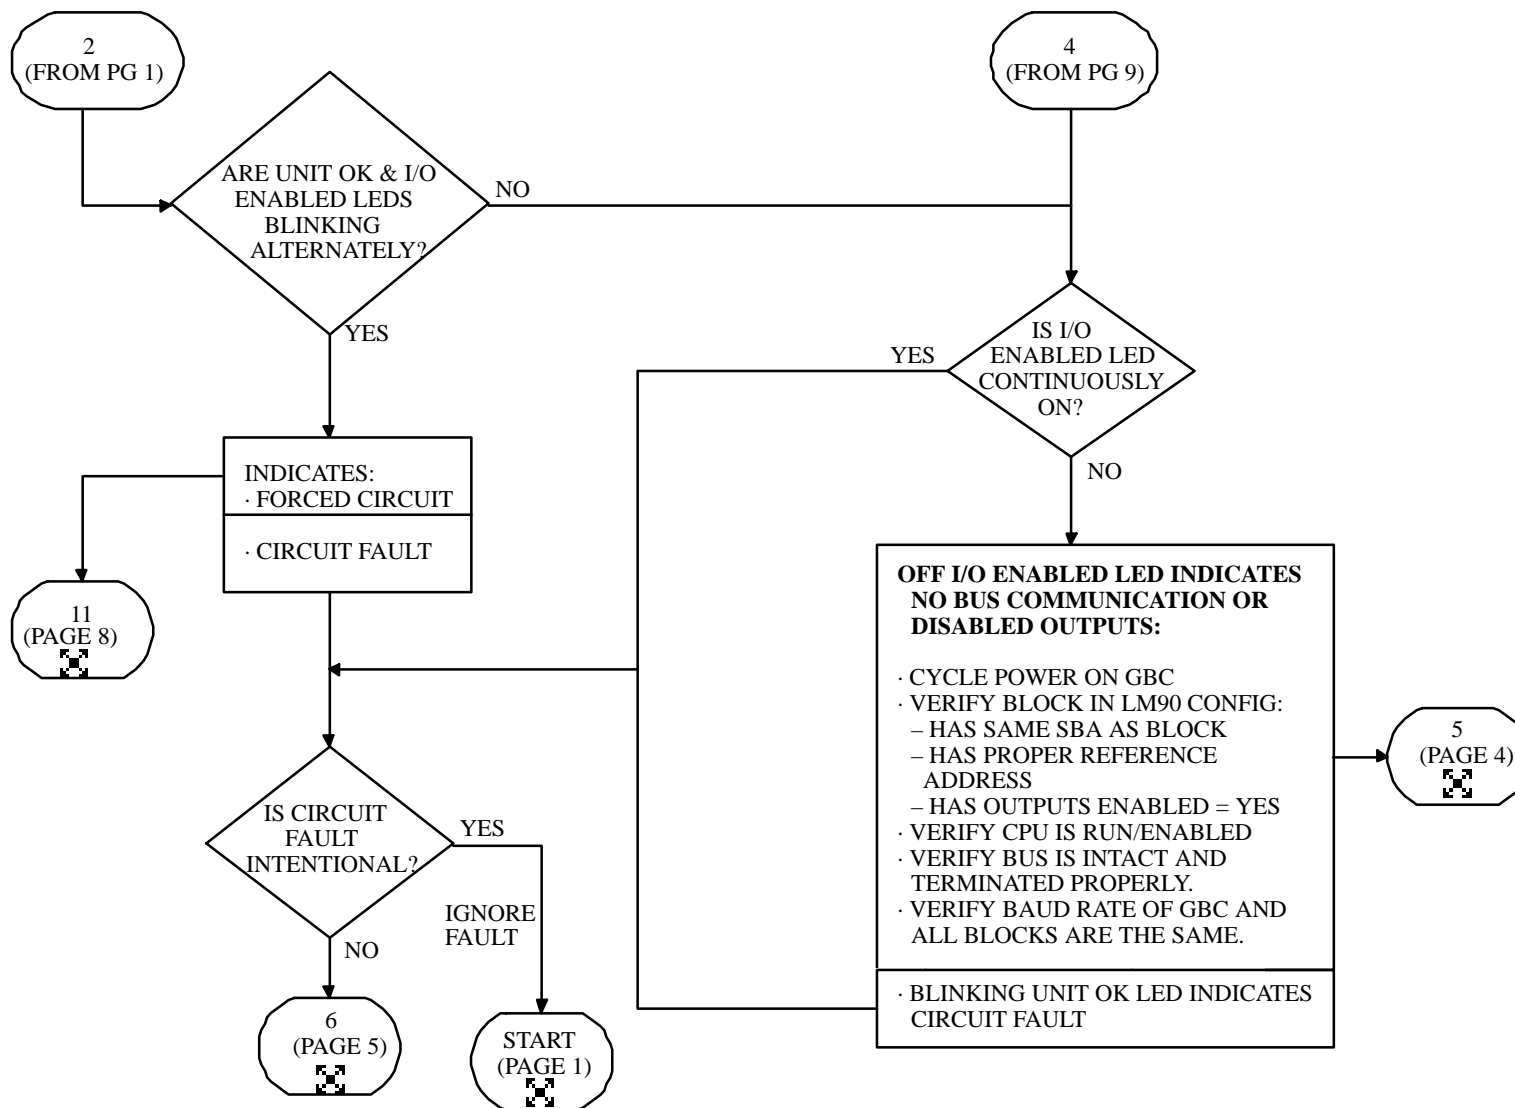 2
(FROM PG 1)
4
(FROM PG 9)
ARE UNIT OK & I/O
ENABLED LEDS
BLINKING
ALTERNATELY?
NO
YES
IS I/O
ENABLED LED
CONTINUOUSLY
ON?
YES
NO
INDICATES:
· FORCED CIRCUIT
· CIRCUIT FAULT
11
(PAGE 8)
OFF I/O ENABLED LED INDICATES
NO BUS COMMUNICATION OR
DISABLED OUTPUTS:
· CYCLE POWER ON GBC
· VERIFY BLOCK IN LM90 CONFIG:
– HAS SAME SBA AS BLOCK
– HAS PROPER REFERENCE
ADDRESS
– HAS OUTPUTS ENABLED = YES
· VERIFY CPU IS RUN/ENABLED
· VERIFY BUS IS INTACT AND
TERMINATED PROPERLY.
· VERIFY BAUD RATE OF GBC AND
ALL BLOCKS ARE THE SAME.
· BLINKING UNIT OK LED INDICATES
CIRCUIT FAULT
5
(PAGE 4)
IS CIRCUIT
FAULT
INTENTIONAL?
YES
IGNORE
FAULT
NO
6
(PAGE 5)
START
(PAGE 1)